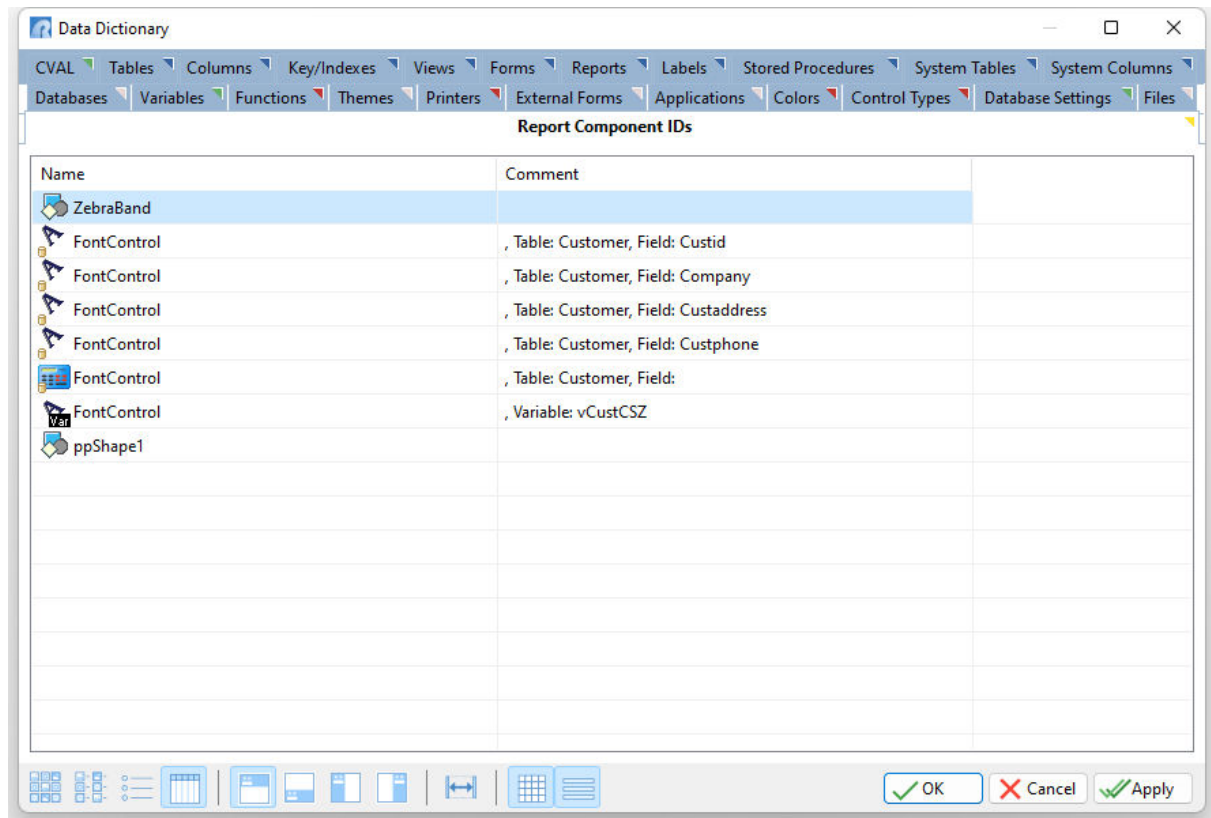 Data Dictionary
CVAL Tables Columns Key/Indexes Views Forms Reports Labels Stored Procedures System Tables System Columns
Databases Variables Functions Themes Printers External Forms Applications Colors Control Types Database Settings Files
Report Component IDs
Name Comment
ZebraBand
FontControl , Table: Customer, Field: Custid
FontControl , Table: Customer, Field: Company
FontControl , Table: Customer, Field: Custaddress
FontControl , Table: Customer, Field: Custphone
FontControl , Table: Customer, Field:
Var FontControl , Variable: vCustCSZ
ppShape1
OK Cancel Apply